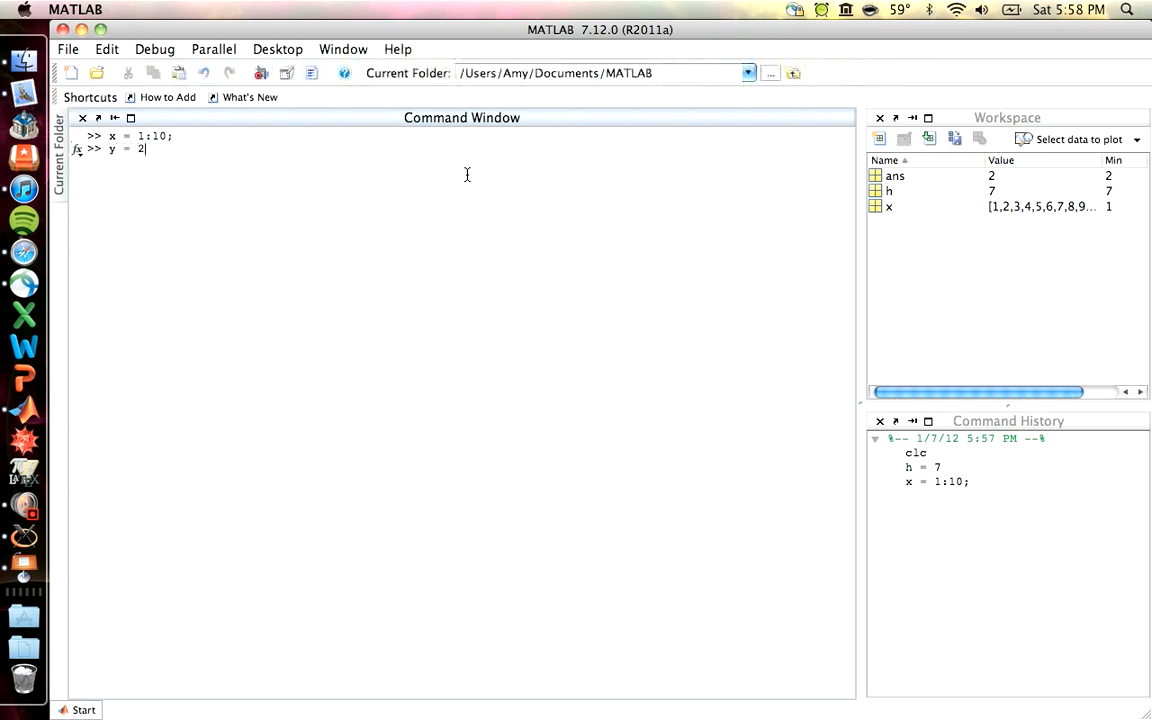 MATLAB 59° Sat 5:58 PM
MATLAB 7.12.0 (R2011a)
File Edit Debug Parallel Desktop Window Help
Current Folder: /Users/Amy/Documents/MATLAB ...
Shortcuts How to Add What's New
Current Folder
Command Window
>> x = 1:10;
fx >> y = 2
Workspace
Select data to plot
Name Value Min
ans 2 2
h 7 7
x [1,2,3,4,5,6,7,8,9... 1
Command History
%-- 1/7/12 5:57 PM --%
clc
h = 7
x = 1:10;
Start